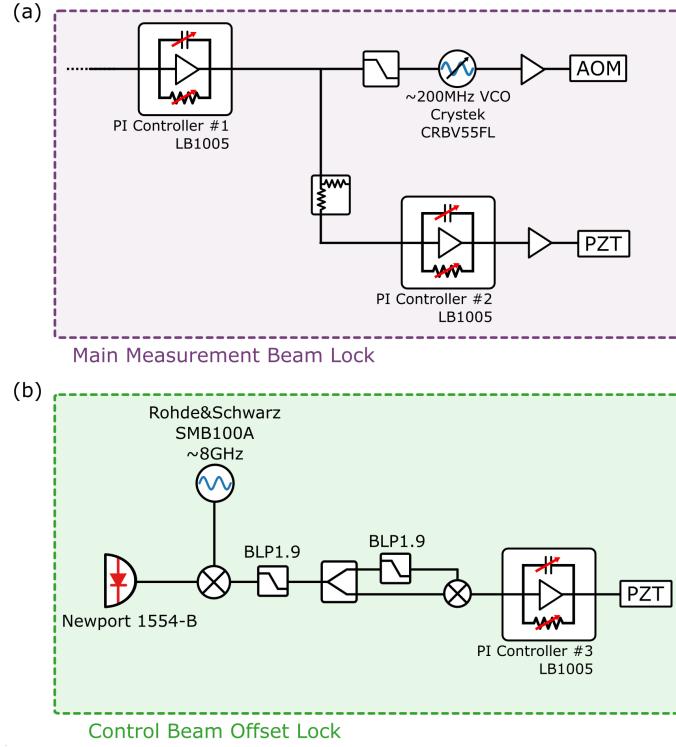 (a)
PI Controller #1
LB1005
~200MHz VCO
Crystek
CRBV55FL
AOM
PI Controller #2
LB1005
PZT
Main Measurement Beam Lock
(b)
Rohde&Schwarz
SMB100A
~8GHz
BLP1.9
BLP1.9
Newport 1554-B
PI Controller #3
LB1005
PZT
Control Beam Offset Lock